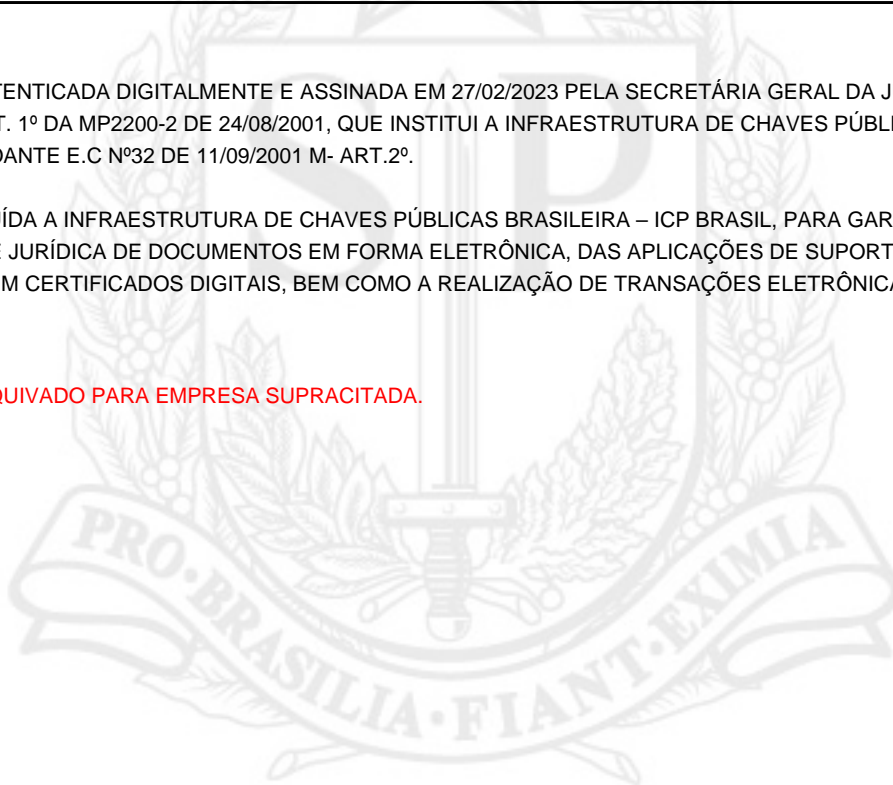 TENTICADA DIGITALMENTE E ASSINADA EM 27/02/2023 PELA SECRETÁRIA GERAL DA J
T. 1º DA MP2200-2 DE 24/08/2001, QUE INSTITUI A INFRAESTRUTURA DE CHAVES PÚBL
DANTE E.C Nº32 DE 11/09/2001 M- ART.2º.
UÍDA A INFRAESTRUTURA DE CHAVES PÚBLICAS BRASILEIRA – ICP BRASIL, PARA GAR
E JURÍDICA DE DOCUMENTOS EM FORMA ELETRÔNICA, DAS APLICAÇÕES DE SUPORT
M CERTIFICADOS DIGITAIS, BEM COMO A REALIZAÇÃO DE TRANSAÇÕES ELETRÔNICA
QUIVADO PARA EMPRESA SUPRACITADA.
SP
PRO·BRASILIA·FIANT·EXIMIA